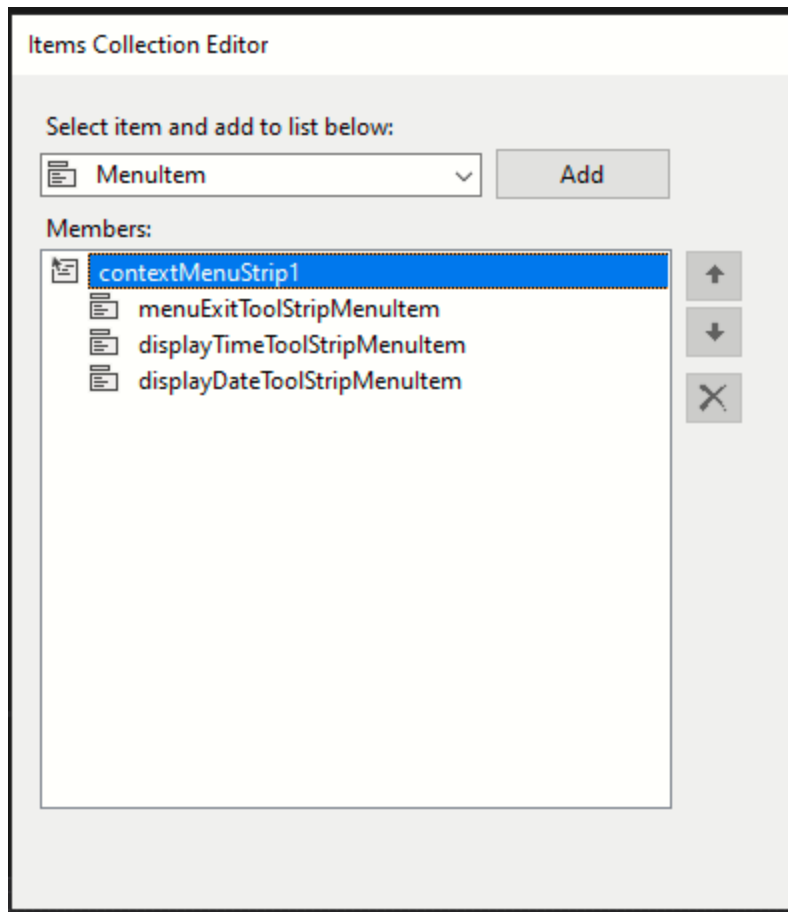 Items Collection Editor
Select item and add to list below:
MenuItem
Add
Members:
contextMenuStrip1
menuExitToolStripMenuItem
displayTimeToolStripMenuItem
displayDateToolStripMenuItem